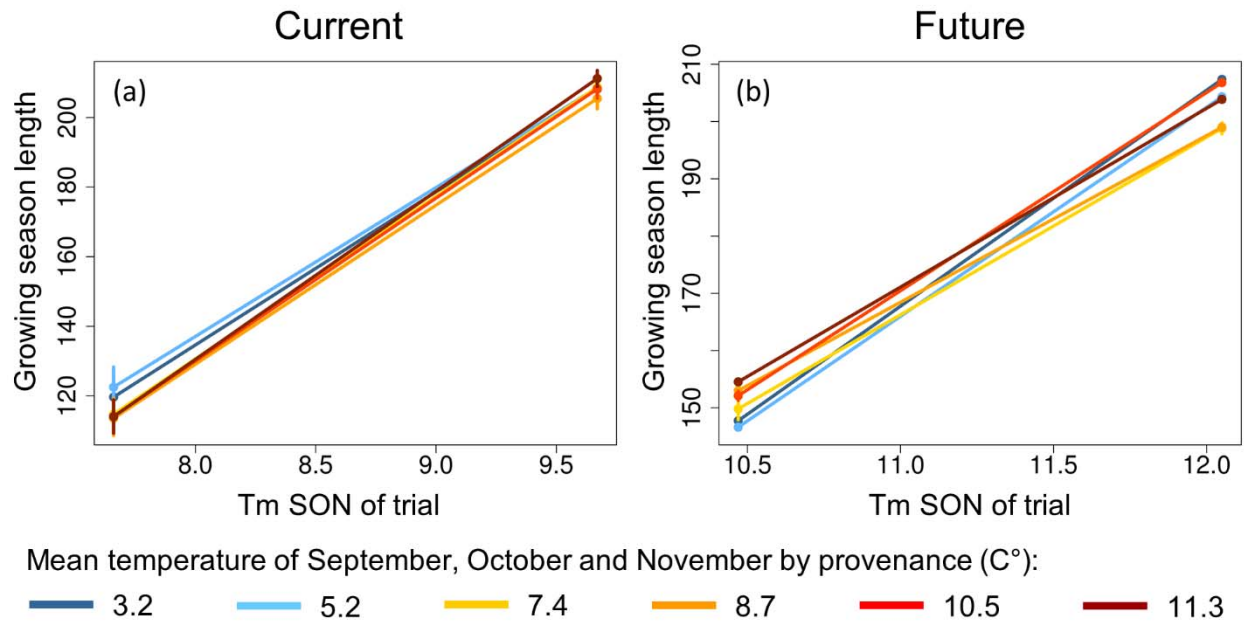 Current
Future
(a)
(b)
Growing season length
120
140
160
180
200
8.0
8.5
9.0
9.5
Tm SON of trial
Growing season length
150
170
190
210
10.5
11.0
11.5
12.0
Tm SON of trial
Mean temperature of September, October and November by provenance (C°):
3.2 5.2 7.4 8.7 10.5 11.3